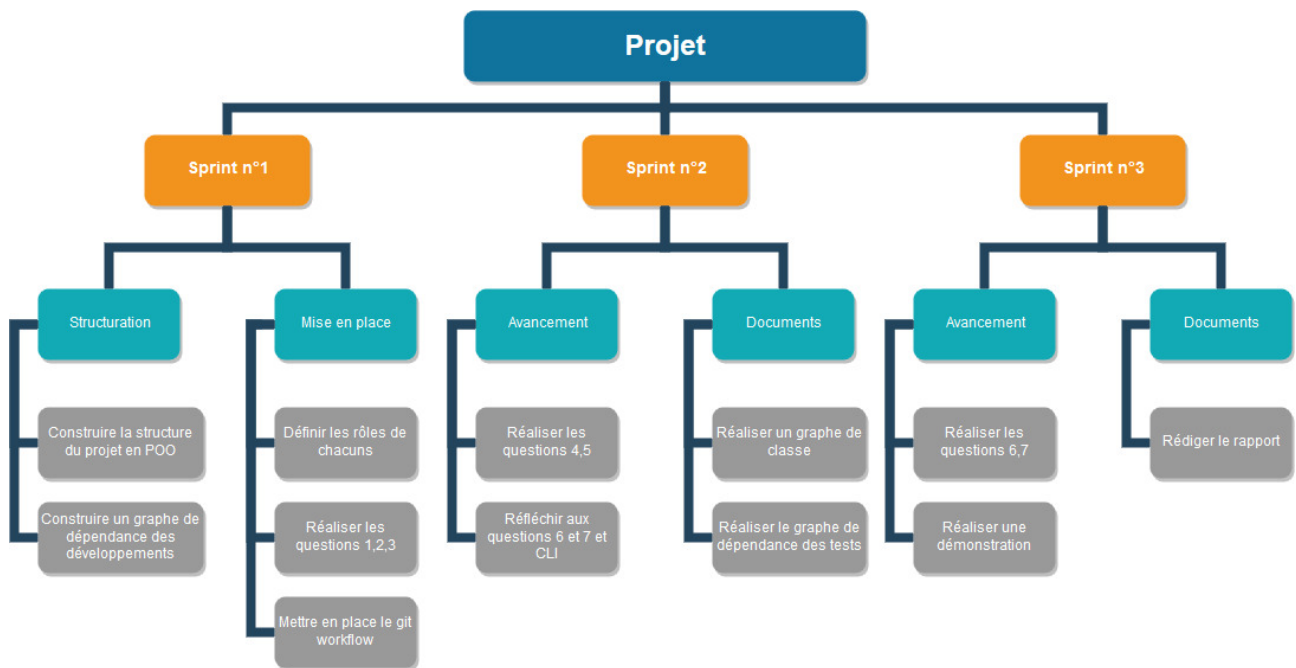 Projet
Sprint n°1
Sprint n°2
Sprint n°3
Structuration
Mise en place
Avancement
Documents
Avancement
Documents
Construire la structure
du projet en POO
Définir les rôles de
chacuns
Réaliser les
questions 4,5
Réaliser un graphe de
classe
Réaliser les
questions 6,7
Rédiger le rapport
Construire un graphe de
dépendance des
développements
Réaliser les
questions 1,2,3
Réfléchir aux
questions 6 et 7 et
CLI
Réaliser le graphe de
dépendance des tests
Réaliser une
démonstration
Mettre en place le git
workflow